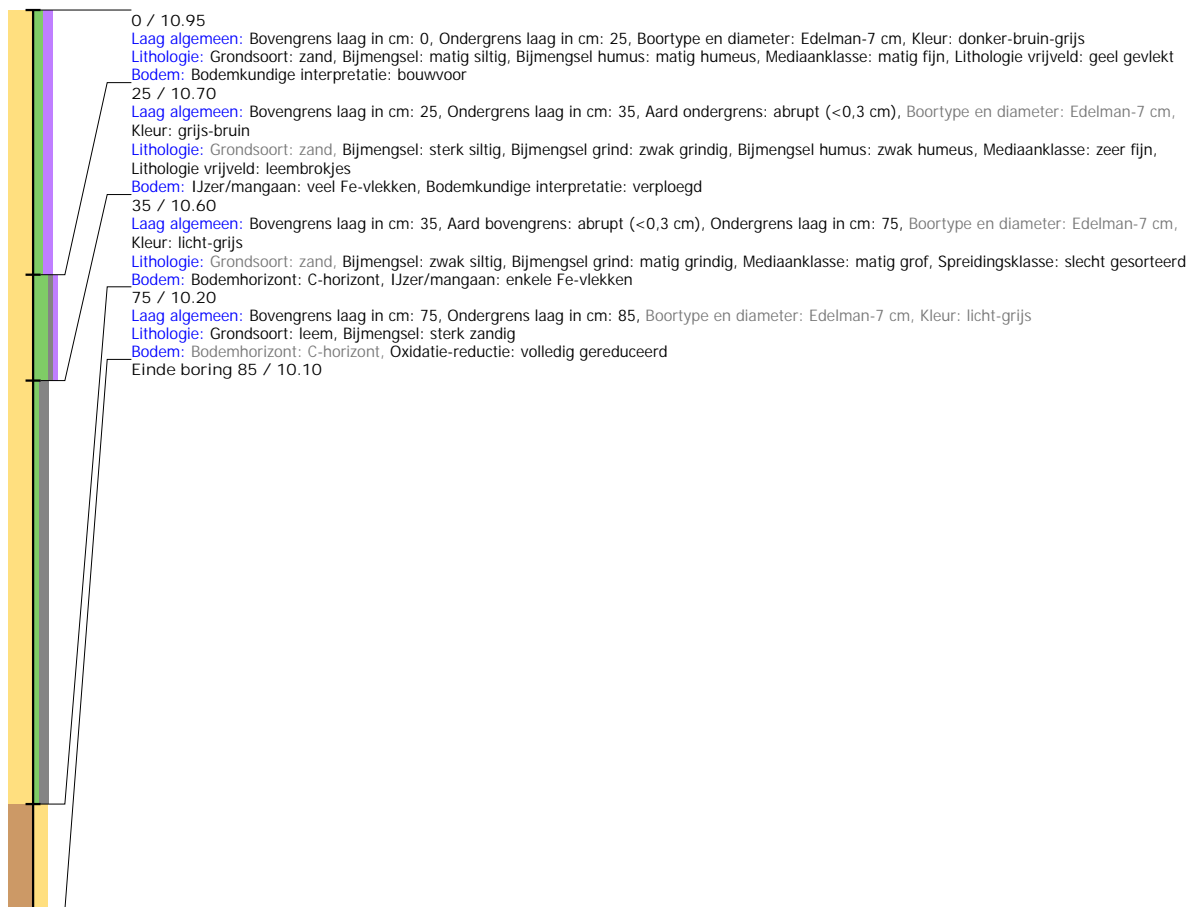 0 / 10.95
Laag algemeen: Bovengrens laag in cm: 0, Ondergrens laag in cm: 25, Boortype en diameter: Edelman-7 cm, Kleur: donker-bruin-grijs
Lithologie: Grondsoort: zand, Bijmengsel: matig siltig, Bijmengsel humus: matig humeus, Mediaanklasse: matig fijn, Lithologie vrijveld: geel gevlekt
Bodem: Bodemkundige interpretatie: bouwvoor
25 / 10.70
Laag algemeen: Bovengrens laag in cm: 25, Ondergrens laag in cm: 35, Aard ondergrens: abrupt (<0,3 cm), Boortype en diameter: Edelman-7 cm,
Kleur: grijs-bruin
Lithologie: Grondsoort: zand, Bijmengsel: sterk siltig, Bijmengsel grind: zwak grindig, Bijmengsel humus: zwak humeus, Mediaanklasse: zeer fijn,
Lithologie vrijveld: leembrokjes
Bodem: IJzer/mangaan: veel Fe-vlekken, Bodemkundige interpretatie: verploegd
35 / 10.60
Laag algemeen: Bovengrens laag in cm: 35, Aard bovengrens: abrupt (<0,3 cm), Ondergrens laag in cm: 75, Boortype en diameter: Edelman-7 cm,
Kleur: licht-grijs
Lithologie: Grondsoort: zand, Bijmengsel: zwak siltig, Bijmengsel grind: matig grindig, Mediaanklasse: matig grof, Spreidingsklasse: slecht gesorteerd
Bodem: Bodemhorizont: C-horizont, IJzer/mangaan: enkele Fe-vlekken
75 / 10.20
Laag algemeen: Bovengrens laag in cm: 75, Ondergrens laag in cm: 85, Boortype en diameter: Edelman-7 cm, Kleur: licht-grijs
Lithologie: Grondsoort: leem, Bijmengsel: sterk zandig
Bodem: Bodemhorizont: C-horizont, Oxidatie-reductie: volledig gereduceerd
Einde boring 85 / 10.10